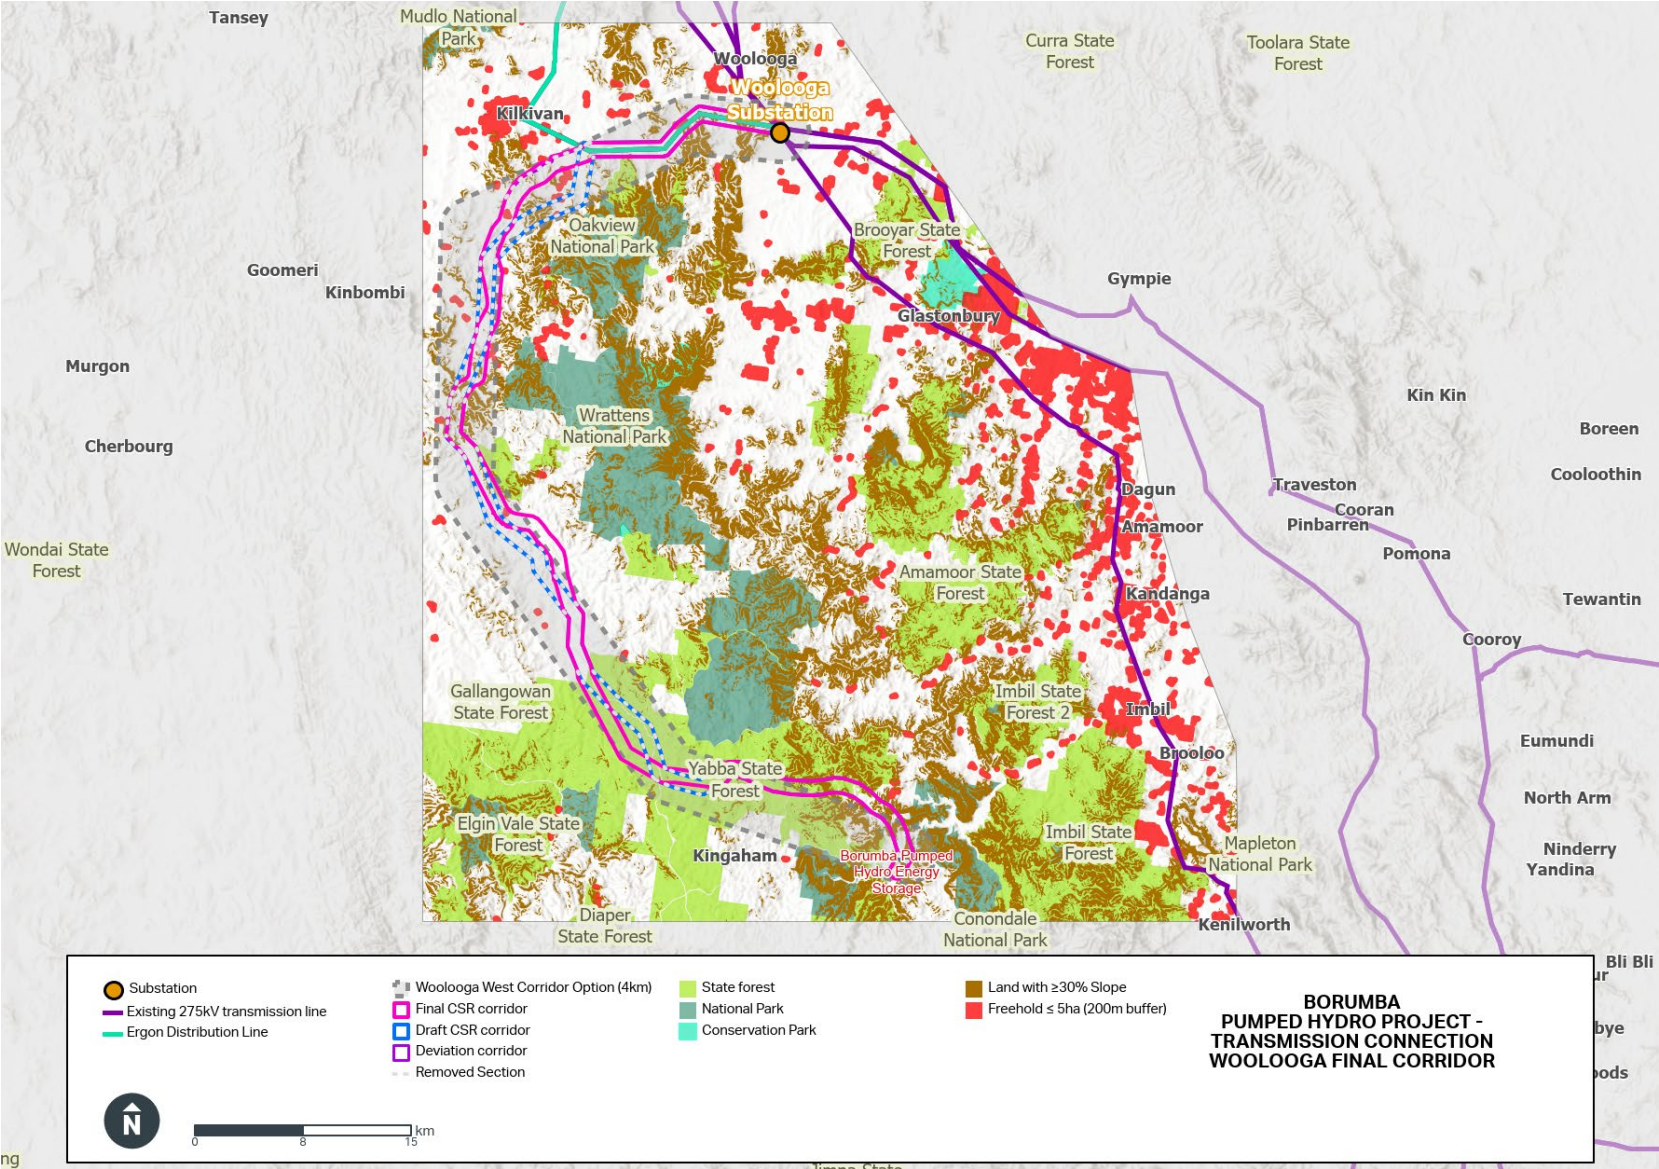 Tansey
Mudlo National
Park
Curra State
Forest
Toolara State
Forest
Woolooga
Woolooga
Substation
Kilkivan
Oakview
National Park
Brooyar State
Forest
Goomeri
Kinbombi
Gympie
Glastonbury
Murgon
Kin Kin
Wrattens
National Park
Cherbourg
Boreen
Cooloothin
Dagun
Traveston
Cooran
Pinbarren
Amamoor
Pomona
Wondai State
Forest
Amamoor State
Forest
Kandanga
Tewantin
Cooroy
Gallangowan
State Forest
Imbil State
Forest 2
Imbil
Brooloo
Eumundi
Yabba State
Forest
North Arm
Elgin Vale State
Forest
Imbil State
Forest
Mapleton
National Park
Kingaham
Borumba Pumped
Hydro Energy
Storage
Ninderry
Yandina
Diaper
State Forest
Conondale
National Park
Kenilworth
Bli Bli
ur
bye
oods
ng
Substation
Existing 275kV transmission line
Ergon Distribution Line
Woolooga West Corridor Option (4km)
Final CSR corridor
Draft CSR corridor
Deviation corridor
Removed Section
State forest
National Park
Conservation Park
Land with ≥30% Slope
Freehold ≤ 5ha (200m buffer)
BORUMBA
PUMPED HYDRO PROJECT -
TRANSMISSION CONNECTION
WOOLOOGA FINAL CORRIDOR
N
0 8 15 km
Jimna State